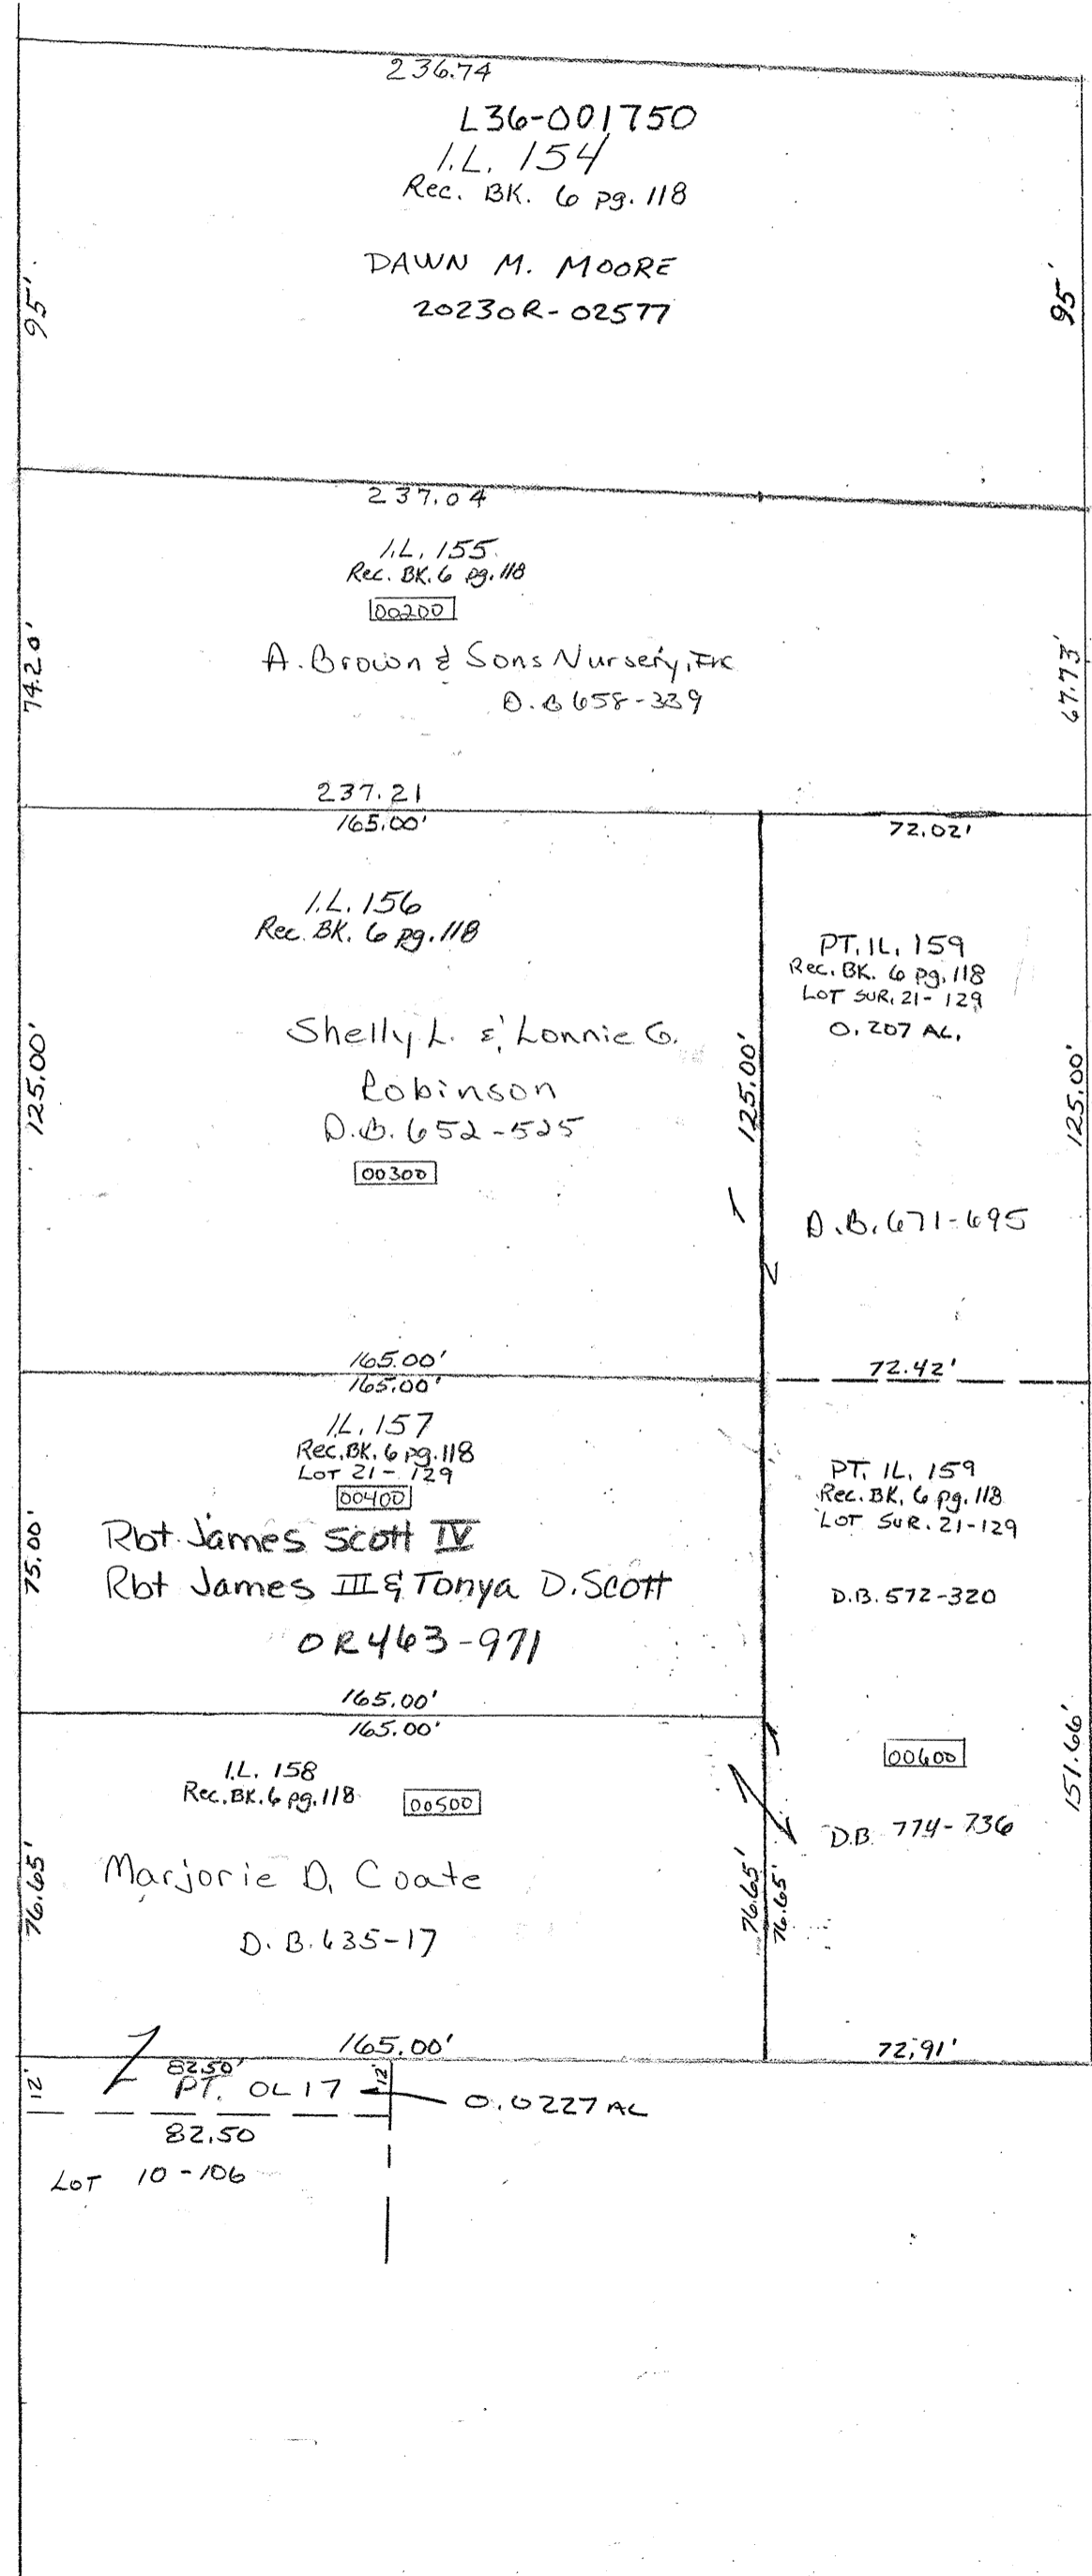 236.74
L36-001750
I.L. 154
Rec. BK. 6 pg. 118
DAWN M. MOORE
20230R-02577
95'
95'
237.04
I.L. 155
Rec. BK. 6 pg. 118
00200
A. Brown & Sons Nursery, Inc
D.B 658-339
74.20'
67.73'
237.21
165.00'
72.02'
I.L. 156
Rec. BK. 6 pg. 118
Shelly L. & Lonnie G.
Robinson
D.B. 652-525
00300
125.00'
125.00'
PT. IL. 159
Rec. BK. 6 pg. 118
LOT SUR. 21-129
0.207 AC.
D.B. 671-695
125.00'
165.00'
72.42'
165.00'
IL. 157
Rec. BK. 6 pg. 118
LOT 21-129
00400
Rbt James Scott IV
Rbt James III & Tonya D. Scott
OR 463-971
75.00'
165.00'
PT. IL. 159
Rec. BK. 6 pg. 118
LOT SUR. 21-129
D.B. 572-320
00600
D.B. 774-736
151.66'
165.00'
I.L. 158
Rec. BK. 6 pg. 118
00500
Marjorie D. Coate
D.B. 635-17
76.65'
76.65'
76.65'
165.00'
72.91'
82.50'
12'
PT. OL 17
12'
0.0227 AC
82.50
LOT 10-106